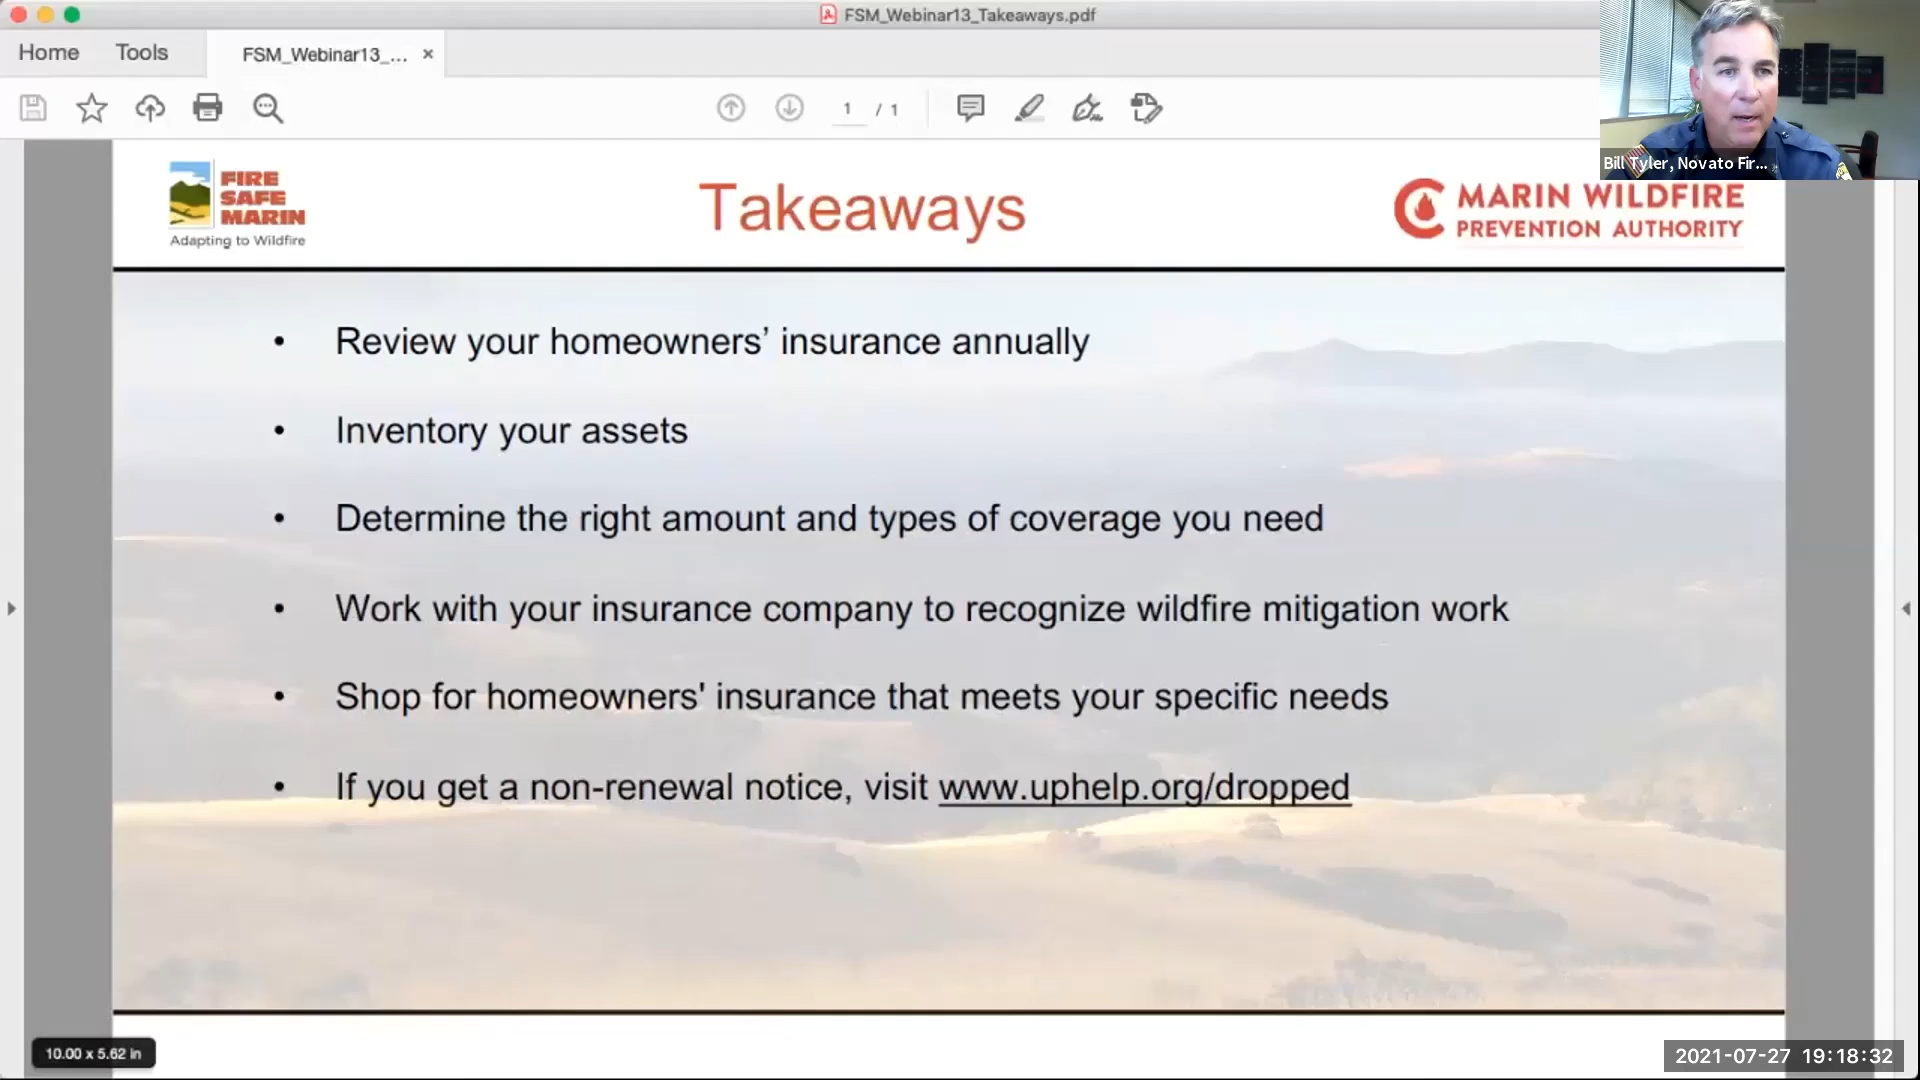 FSM_Webinar13_Takeaways.pdf
Home
Tools
FSM_Webinar13_... ×
1 / 1
Bill Tyler, Novato Fir...
FIRE
SAFE
MARIN
Adapting to Wildfire
Takeaways
MARIN WILDFIRE
PREVENTION AUTHORITY
• Review your homeowners’ insurance annually
• Inventory your assets
• Determine the right amount and types of coverage you need
• Work with your insurance company to recognize wildfire mitigation work
• Shop for homeowners' insurance that meets your specific needs
• If you get a non-renewal notice, visit www.uphelp.org/dropped
10.00 x 5.62 in
2021-07-27 19:18:32